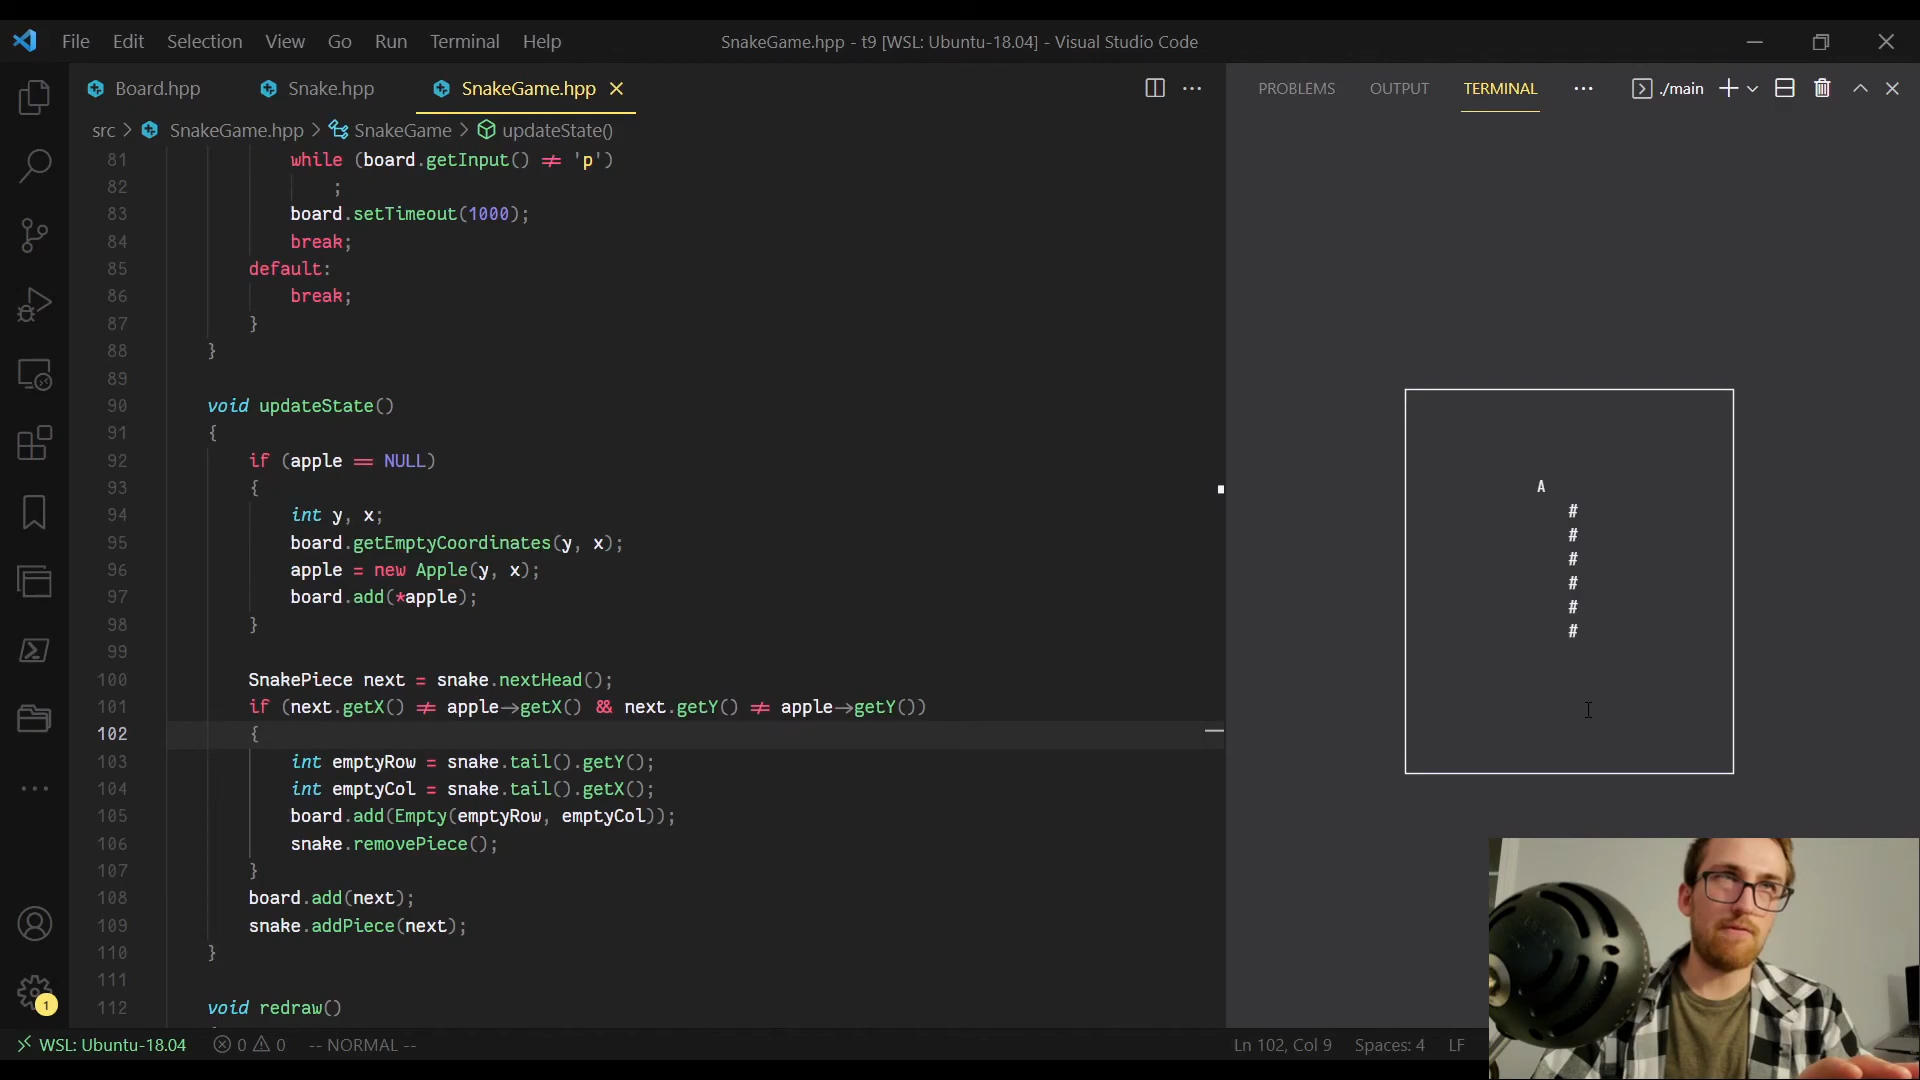 File Edit Selection View Go Run Terminal Help
SnakeGame.hpp - t9 [WSL: Ubuntu-18.04] - Visual Studio Code
Board.hpp Snake.hpp SnakeGame.hpp
src > SnakeGame.hpp > SnakeGame > updateState()
81 while (board.getInput() ≠ 'p')
82 ;
83 board.setTimeout(1000);
84 break;
85 default:
86 break;
87 }
88 }
89
90 void updateState()
91 {
92 if (apple == NULL)
93 {
94 int y, x;
95 board.getEmptyCoordinates(y, x);
96 apple = new Apple(y, x);
97 board.add(*apple);
98 }
99
100 SnakePiece next = snake.nextHead();
101 if (next.getX() ≠ apple→getX() && next.getY() ≠ apple→getY())
102 {
103 int emptyRow = snake.tail().getY();
104 int emptyCol = snake.tail().getX();
105 board.add(Empty(emptyRow, emptyCol));
106 snake.removePiece();
107 }
108 board.add(next);
109 snake.addPiece(next);
110 }
111
112 void redraw()
PROBLEMS OUTPUT TERMINAL ··· ./main
A
#
#
#
#
#
#
1
WSL: Ubuntu-18.04 0 0 -- NORMAL -- Ln 102, Col 9 Spaces: 4 LF